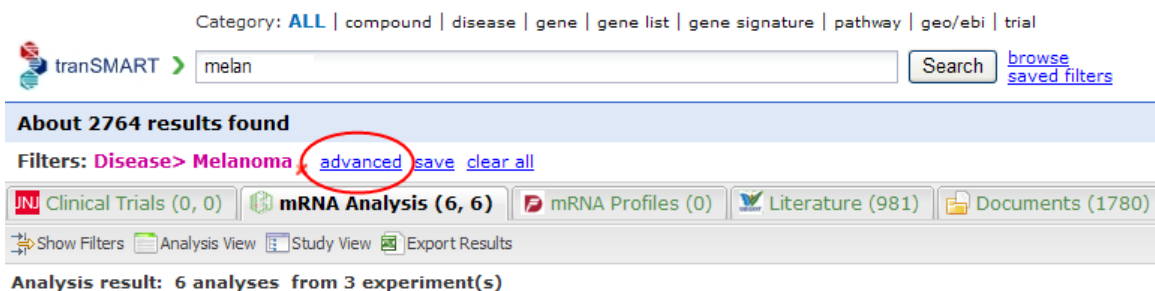 Category: ALL | compound | disease | gene | gene list | gene signature | pathway | geo/ebi | trial
tranSMART melan Search browse
saved filters
About 2764 results found
Filters: Disease> Melanoma x advanced save clear all
JNJ Clinical Trials (0, 0) mRNA Analysis (6, 6) mRNA Profiles (0) Literature (981) Documents (1780)
Show Filters Analysis View Study View Export Results
Analysis result: 6 analyses from 3 experiment(s)